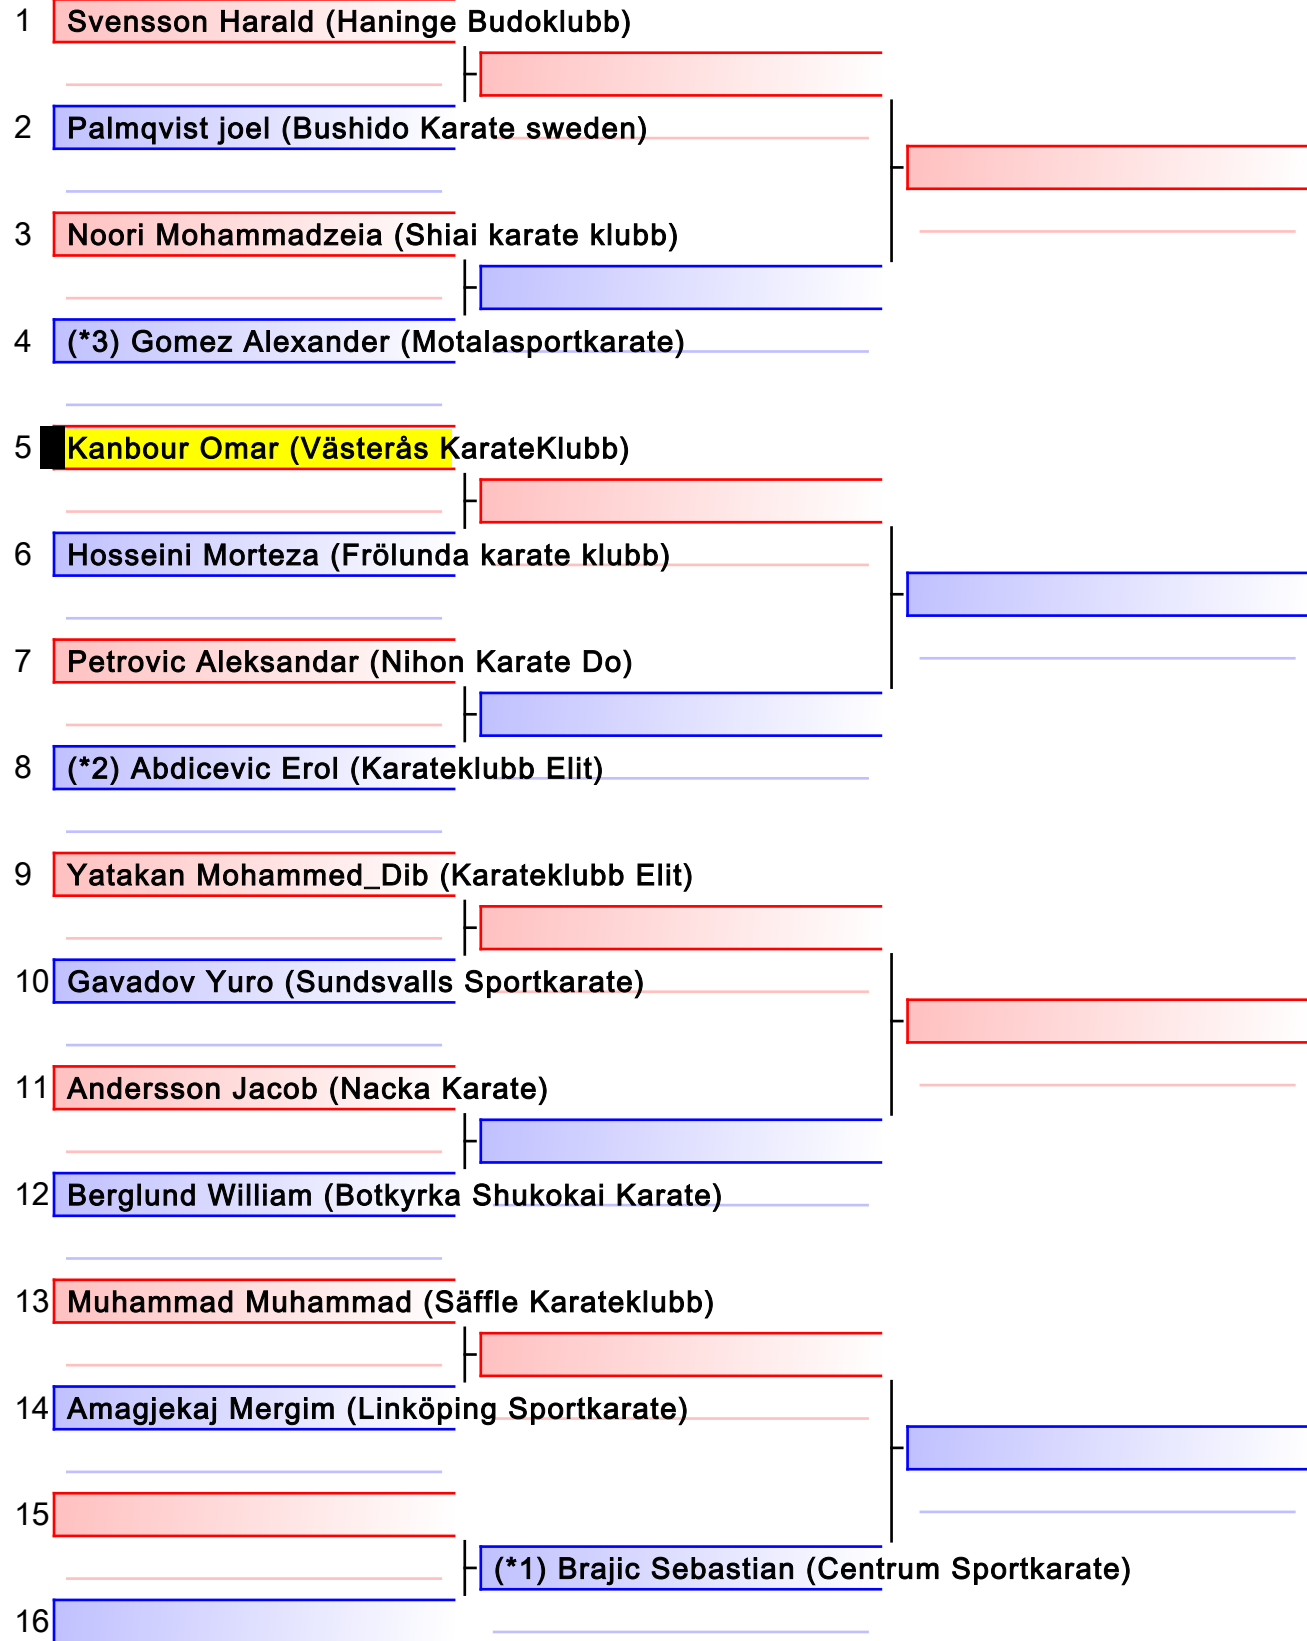 1 Svensson Harald (Haninge Budoklubb)
2 Palmqvist joel (Bushido Karate sweden)
3 Noori Mohammadzeia (Shiai karate klubb)
4 (*3) Gomez Alexander (Motalasportkarate)
5 Kanbour Omar (Västerås KarateKlubb)
6 Hosseini Morteza (Frölunda karate klubb)
7 Petrovic Aleksandar (Nihon Karate Do)
8 (*2) Abdicevic Erol (Karateklubb Elit)
9 Yatakan Mohammed_Dib (Karateklubb Elit)
10 Gavadov Yuro (Sundsvalls Sportkarate)
11 Andersson Jacob (Nacka Karate)
12 Berglund William (Botkyrka Shukokai Karate)
13 Muhammad Muhammad (Säffle Karateklubb)
14 Amagjekaj Mergim (Linköping Sportkarate)
15
(*1) Brajic Sebastian (Centrum Sportkarate)
16